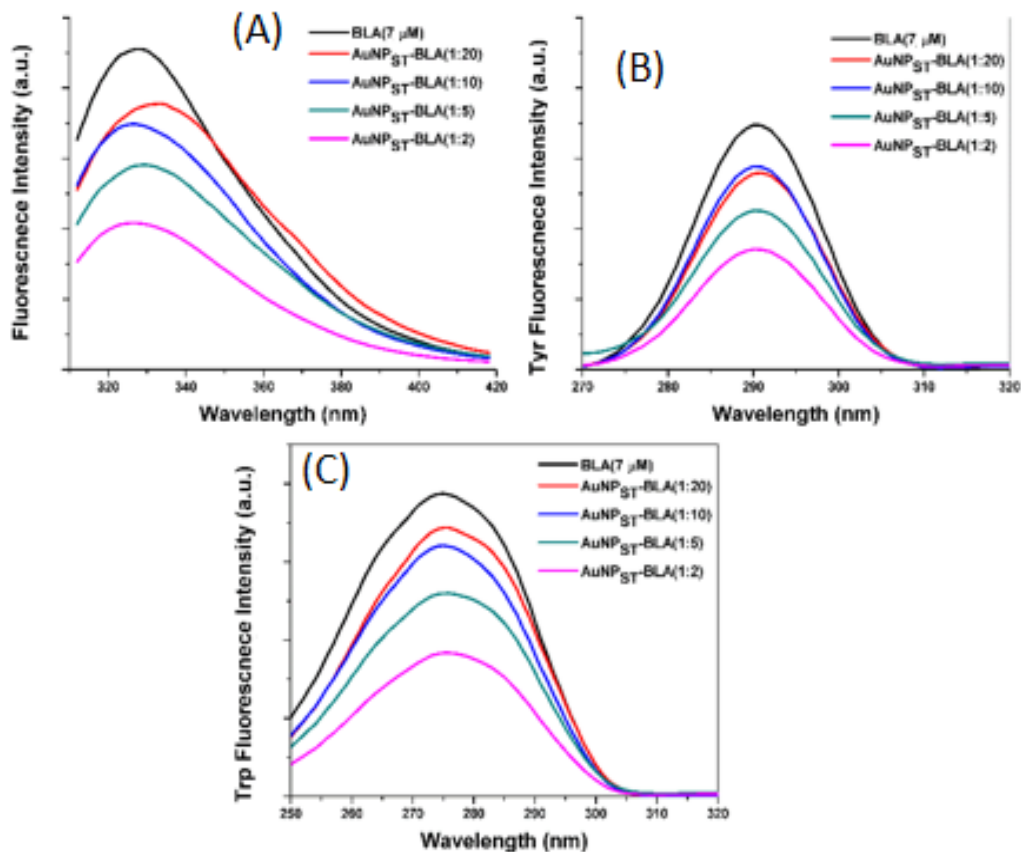 (A)
BLA(7 μM)
AuNPST-BLA(1:20)
AuNPST-BLA(1:10)
AuNPST-BLA(1:5)
AuNPST-BLA(1:2)
Fluorescnece Intensity (a.u.)
320 340 360 380 400 420
Wavelength (nm)
(B)
BLA(7 μM)
AuNPST-BLA(1:20)
AuNPST-BLA(1:10)
AuNPST-BLA(1:5)
AuNPST-BLA(1:2)
Tyr Fluorescnece Intensity (a.u.)
270 280 290 300 310 320
Wavelength (nm)
(C)
BLA(7 μM)
AuNPST-BLA(1:20)
AuNPST-BLA(1:10)
AuNPST-BLA(1:5)
AuNPST-BLA(1:2)
Trp Fluorescnece Intensity (a.u.)
250 260 270 280 290 300 310 320
Wavelength (nm)